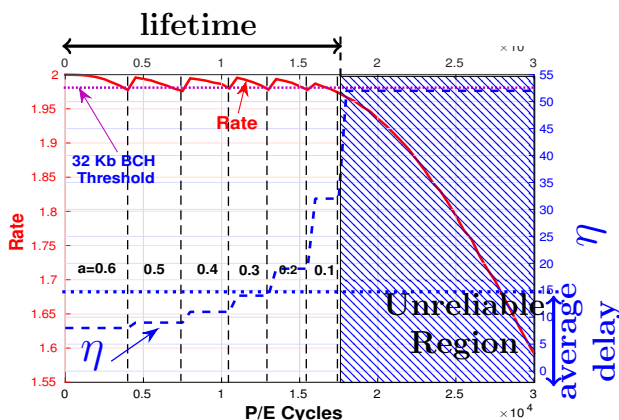 lifetime
×10
0 0.5 1 1.5 2 2.5 3
2
1.95
1.9
1.85
1.8
1.75
1.7
1.65
1.6
1.55
Rate
Rate
32 Kb BCH
Threshold
a=0.6 0.5 0.4 0.3 0.2 0.1
η
Unreliable
Region
55
50
45
40
35
30
25
20
15
10
5
0
η
average
delay
0 0.5 1 1.5 2 2.5 3
×10⁴
P/E Cycles